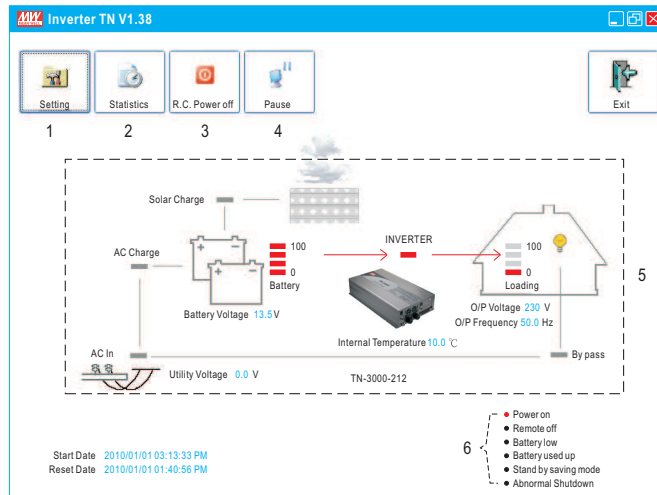 MW Inverter TN V1.38
MEAN WELL
Setting
Statistics
R.C. Power off
Pause
Exit
1
2
3
4
Solar Charge
AC Charge
100
0
Battery
INVERTER
100
0
Loading
5
Battery Voltage 13.5 V
O/P Voltage 230 V
O/P Frequency 50.0 Hz
Internal Temperature 10.0 ℃
AC In
By pass
Utility Voltage 0.0 V
TN-3000-212
6
Power on
Remote off
Battery low
Battery used up
Stand by saving mode
Abnormal Shutdown
Start Date 2010/01/01 03:13:33 PM
Reset Date 2010/01/01 01:40:56 PM